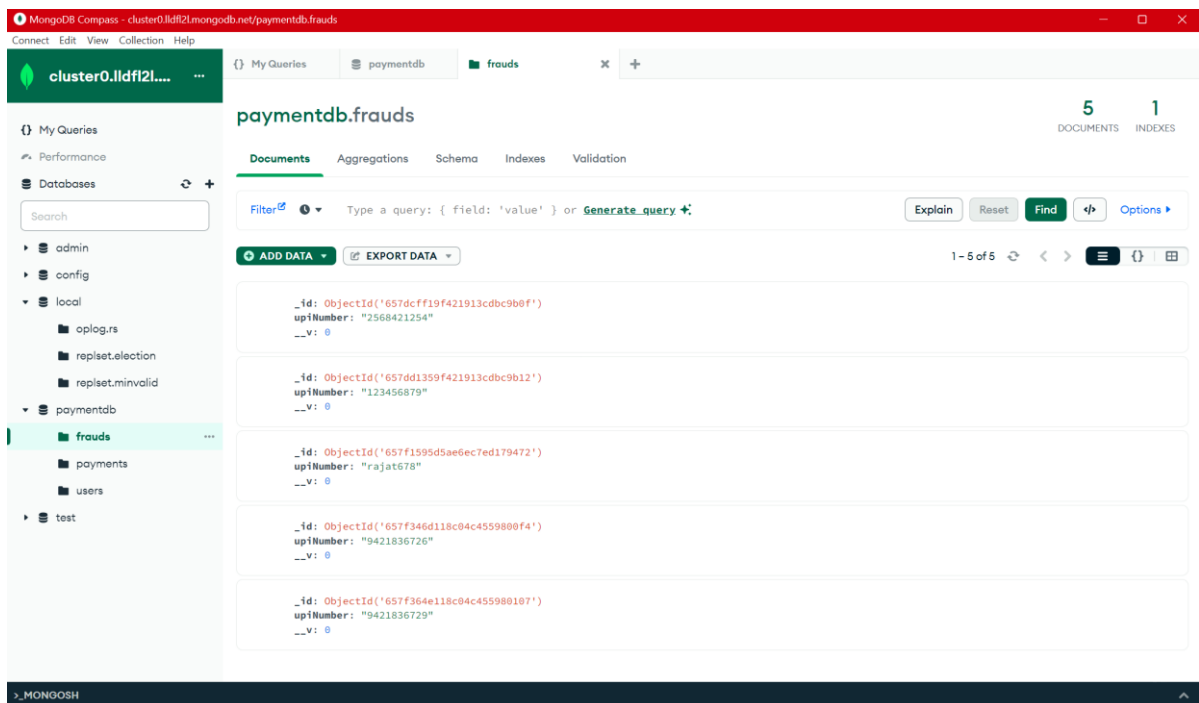 MongoDB Compass - cluster0.lldfl2l.mongodb.net/paymentdb.frauds
Connect Edit View Collection Help
cluster0.lldfl2l.... ...
{} My Queries
paymentdb
frauds
paymentdb.frauds
5
DOCUMENTS
1
INDEXES
{} My Queries
Performance
Databases
Search
admin
config
local
oplog.rs
replset.election
replset.minvalid
paymentdb
frauds ...
payments
users
test
Documents Aggregations Schema Indexes Validation
Filter Type a query: { field: 'value' } or Generate query Explain Reset Find </> Options
ADD DATA EXPORT DATA 1 – 5 of 5 {}
_id: ObjectId('657dcff19f421913cdbc9b0f')
upiNumber: "2568421254"
__v: 0
_id: ObjectId('657dd1359f421913cdbc9b12')
upiNumber: "123456879"
__v: 0
_id: ObjectId('657f1595d5ae6ec7ed179472')
upiNumber: "rajat678"
__v: 0
_id: ObjectId('657f346d118c04c4559800f4')
upiNumber: "9421836726"
__v: 0
_id: ObjectId('657f364e118c04c455980107')
upiNumber: "9421836729"
__v: 0
>_MONGOSH